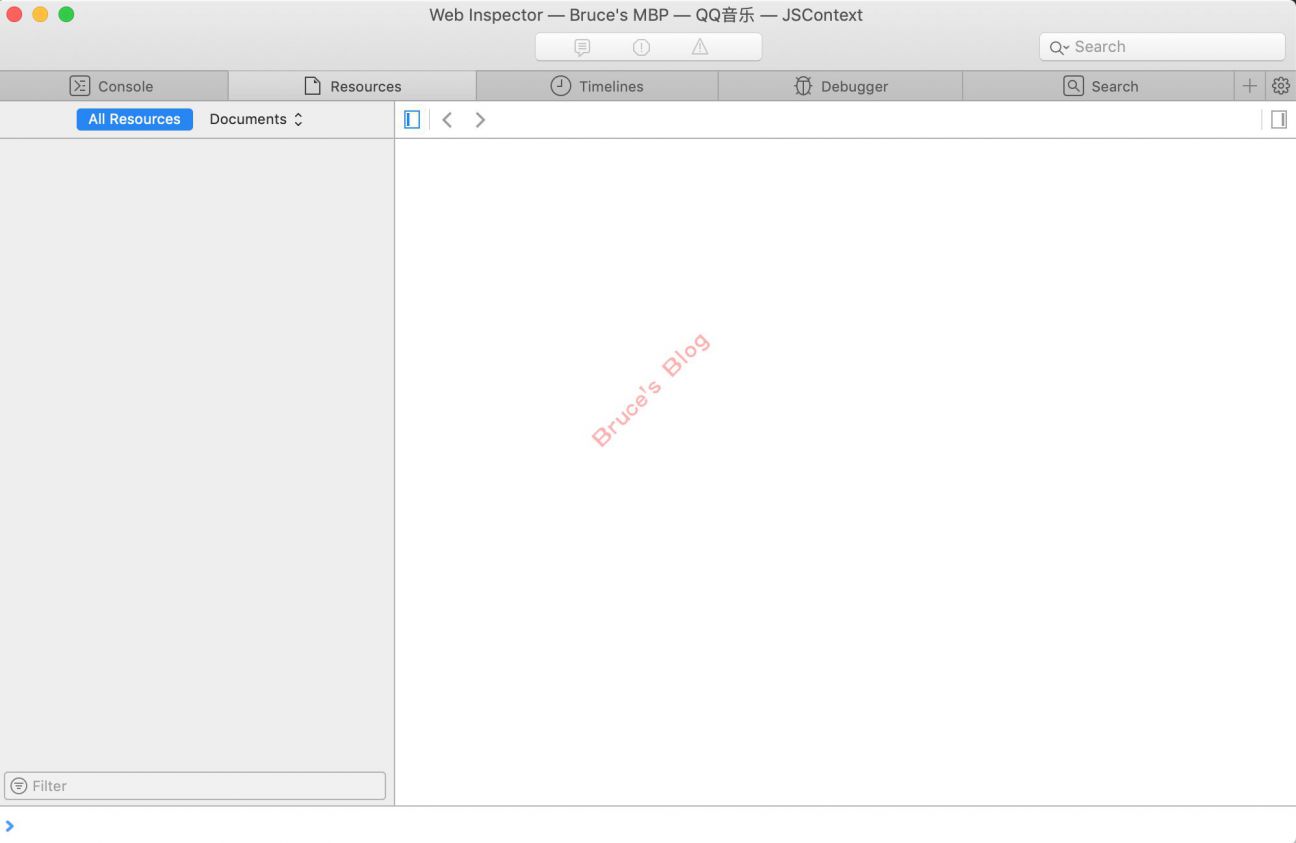 Web Inspector — Bruce's MBP — QQ音乐 — JSContext
Search
Console
Resources
Timelines
Debugger
Search
All Resources
Documents
Bruce's Blog
Filter